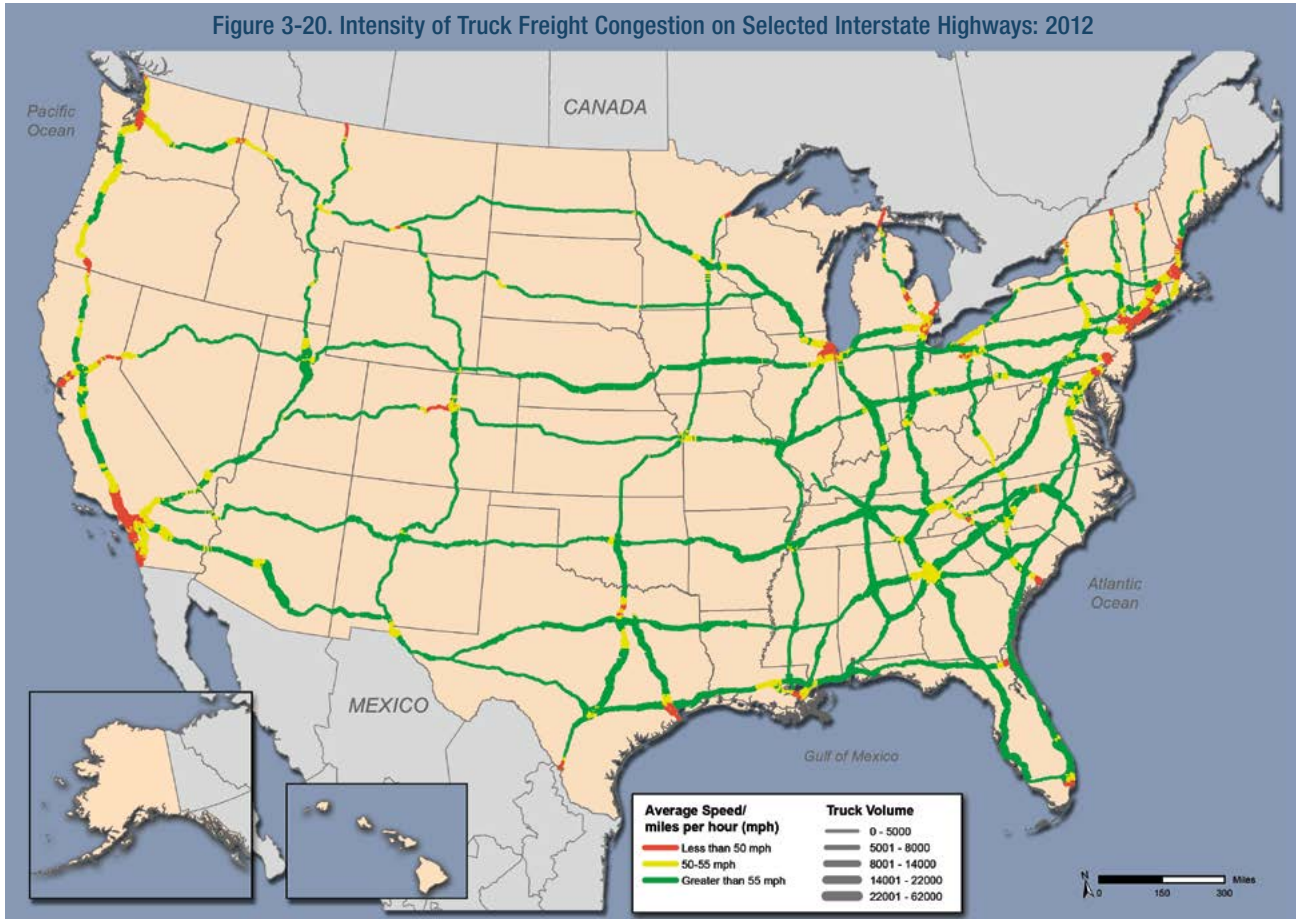 Figure 3-20. Intensity of Truck Freight Congestion on Selected Interstate Highways: 2012
Pacific
Ocean
CANADA
Atlantic
Ocean
MEXICO
Gulf of Mexico
Average Speed/
miles per hour (mph)
Less than 50 mph
50-55 mph
Greater than 55 mph
Truck Volume
0 - 5000
5001 - 8000
8001 - 14000
14001 - 22000
22001 - 62000
N
Miles
0 150 300